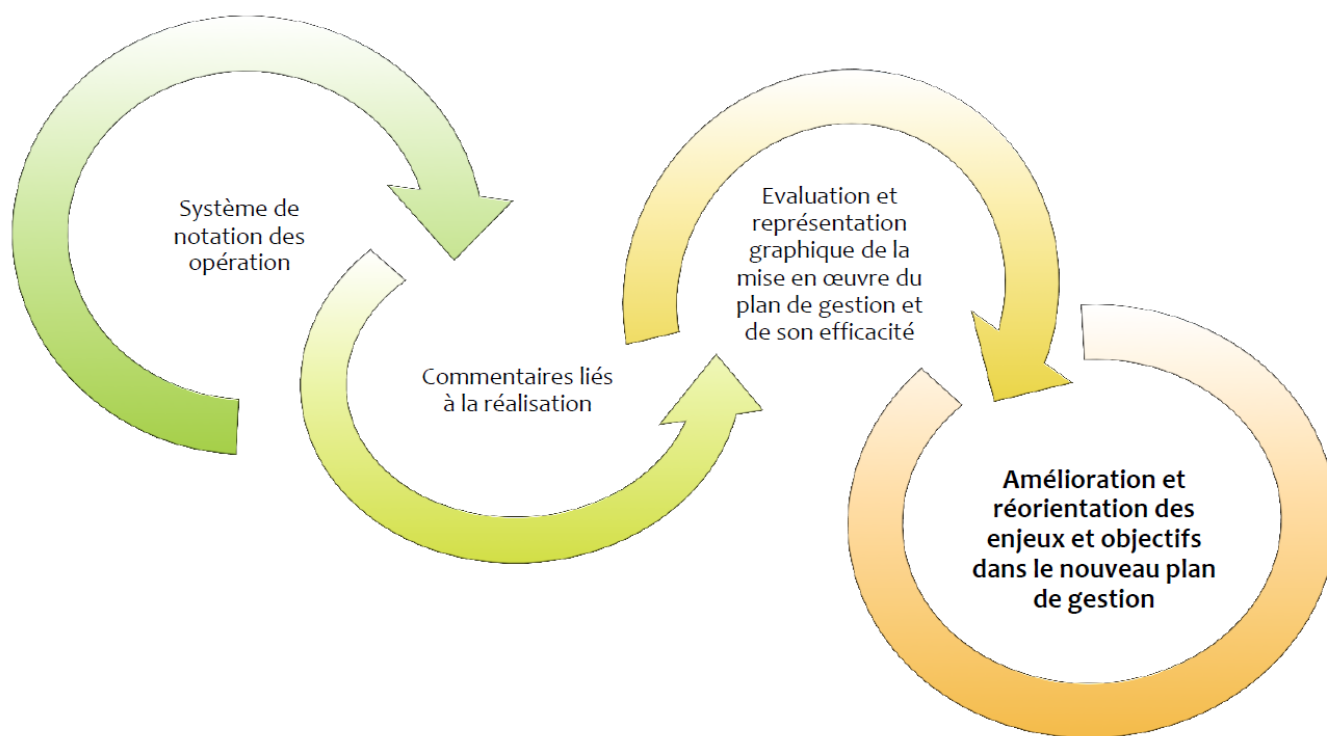 Système de
notation des
opération
Commentaires liés
à la réalisation
Evaluation et
représentation
graphique de la
mise en œuvre du
plan de gestion et
de son efficacité
Amélioration et
réorientation des
enjeux et objectifs
dans le nouveau plan
de gestion